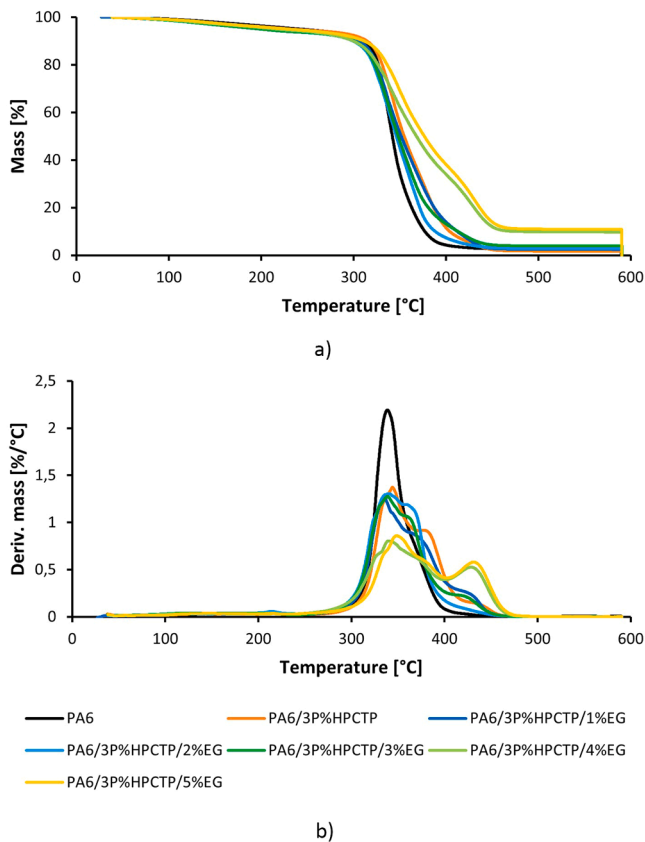 100
80
60
40
20
0
Mass [%]
0 100 200 300 400 500 600
Temperature [°C]
a)
2,5
2
1,5
1
0,5
0
Deriv. mass [%/°C]
0 100 200 300 400 500 600
Temperature [°C]
PA6 PA6/3P%HPCTP PA6/3P%HPCTP/1%EG
PA6/3P%HPCTP/2%EG PA6/3P%HPCTP/3%EG PA6/3P%HPCTP/4%EG
PA6/3P%HPCTP/5%EG
b)